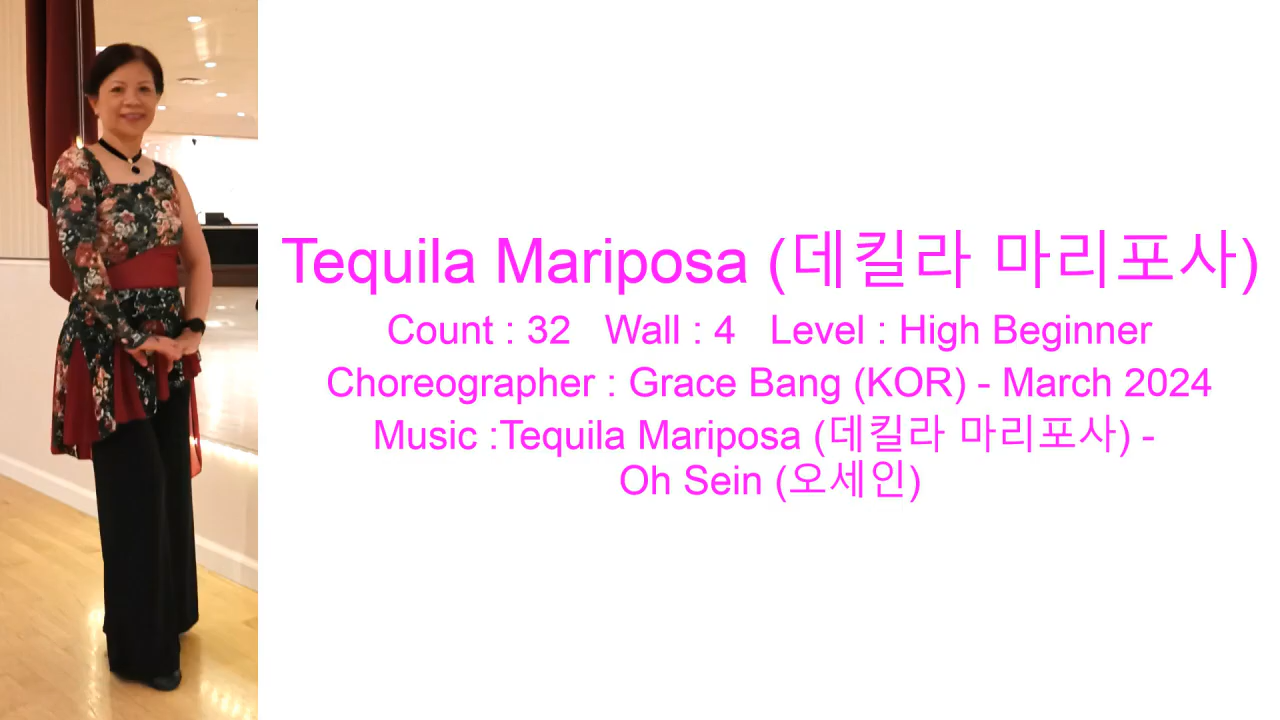 Tequila Mariposa (데킬라 마리포사)
Count : 32 Wall : 4 Level : High Beginner
Choreographer : Grace Bang (KOR) - March 2024
Music :Tequila Mariposa (데킬라 마리포사) -
Oh Sein (오세인)